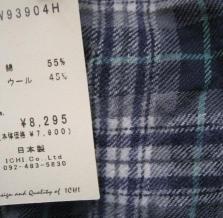 W93904H
綿 55%
ウール 45%
¥8,295
(本体価格 ¥7,900)
日本製
ICHI.Co.Ltd
092-483-5830
Design and Quality of ICHI